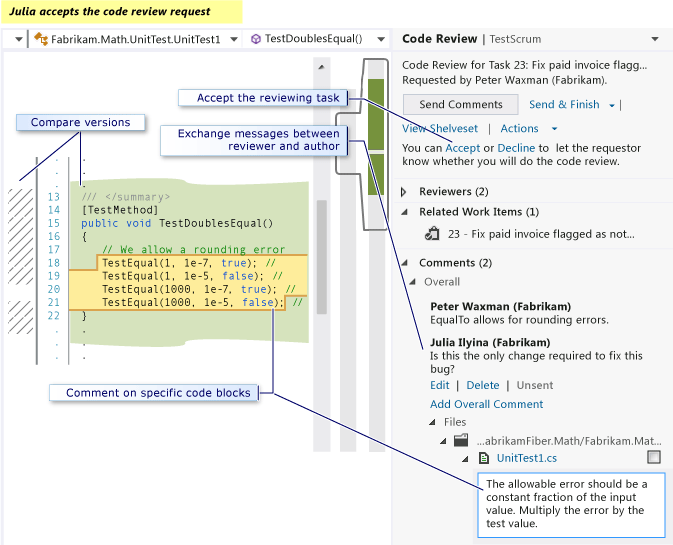 Julia accepts the code review request
Fabrikam.Math.UnitTest.UnitTest1
TestDoublesEqual()
Code Review | TestScrum
Code Review for Task 23: Fix paid invoice flagg...
Requested by Peter Waxman (Fabrikam).
Send Comments
Send & Finish
View Shelveset | Actions
You can Accept or Decline to let the requestor
know whether you will do the code review.
Reviewers (2)
Related Work Items (1)
23 - Fix paid invoice flagged as not...
Comments (2)
Overall
Peter Waxman (Fabrikam)
EqualTo allows for rounding errors.
Julia Ilyina (Fabrikam)
Is this the only change required to fix this
bug?
Edit | Delete | Unsent
Add Overall Comment
Files
...abrikamFiber.Math/Fabrikam.Mat...
UnitTest1.cs
The allowable error should be a
constant fraction of the input
value. Multiply the error by the
test value.
Accept the reviewing task
Exchange messages between
reviewer and author
Compare versions
13 /// </summary>
14 [TestMethod]
15 public void TestDoublesEqual()
16 {
17 // We allow a rounding error
18 TestEqual(1, 1e-7, true); //
19 TestEqual(1, 1e-5, false); //
20 TestEqual(1000, 1e-7, true); //
21 TestEqual(1000, 1e-5, false); //
22 }
Comment on specific code blocks